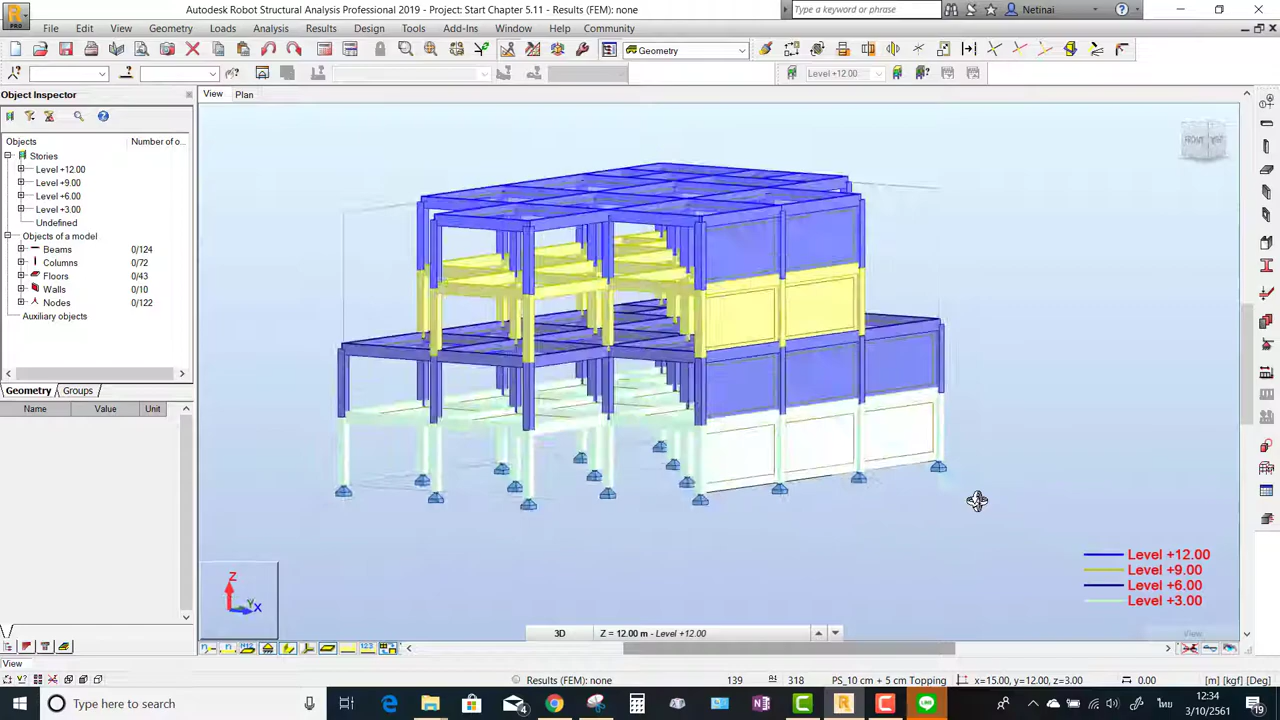 Autodesk Robot Structural Analysis Professional 2019 - Project: Start Chapter 5.11 - Results (FEM): none
Type a keyword or phrase
Netinai
PRO
File Edit View Geometry Loads Analysis Results Design Tools Add-Ins Window Help Community
Geometry
Level +12.00
Object Inspector
View Plan
Objects Number of o...
Stories
Level +12.00
Level +9.00
Level +6.00
Level +3.00
Undefined
Objects of a model
Beams 0/124
Columns 0/72
Floors 0/43
Walls 0/10
Nodes 0/122
Auxiliary objects
Geometry Groups
Name Value Unit
FRONT
Z
Y
X
Level +12.00
Level +9.00
Level +6.00
Level +3.00
3D Z = 12.00 m - Level +12.00
View
View
Results (FEM): none 139 318 PS_10 cm + 5 cm Topping x=15.00, y=12.00, z=3.00 0.00 [m] [kgf] [Deg]
Type here to search
ไทย
12:34
3/10/2561